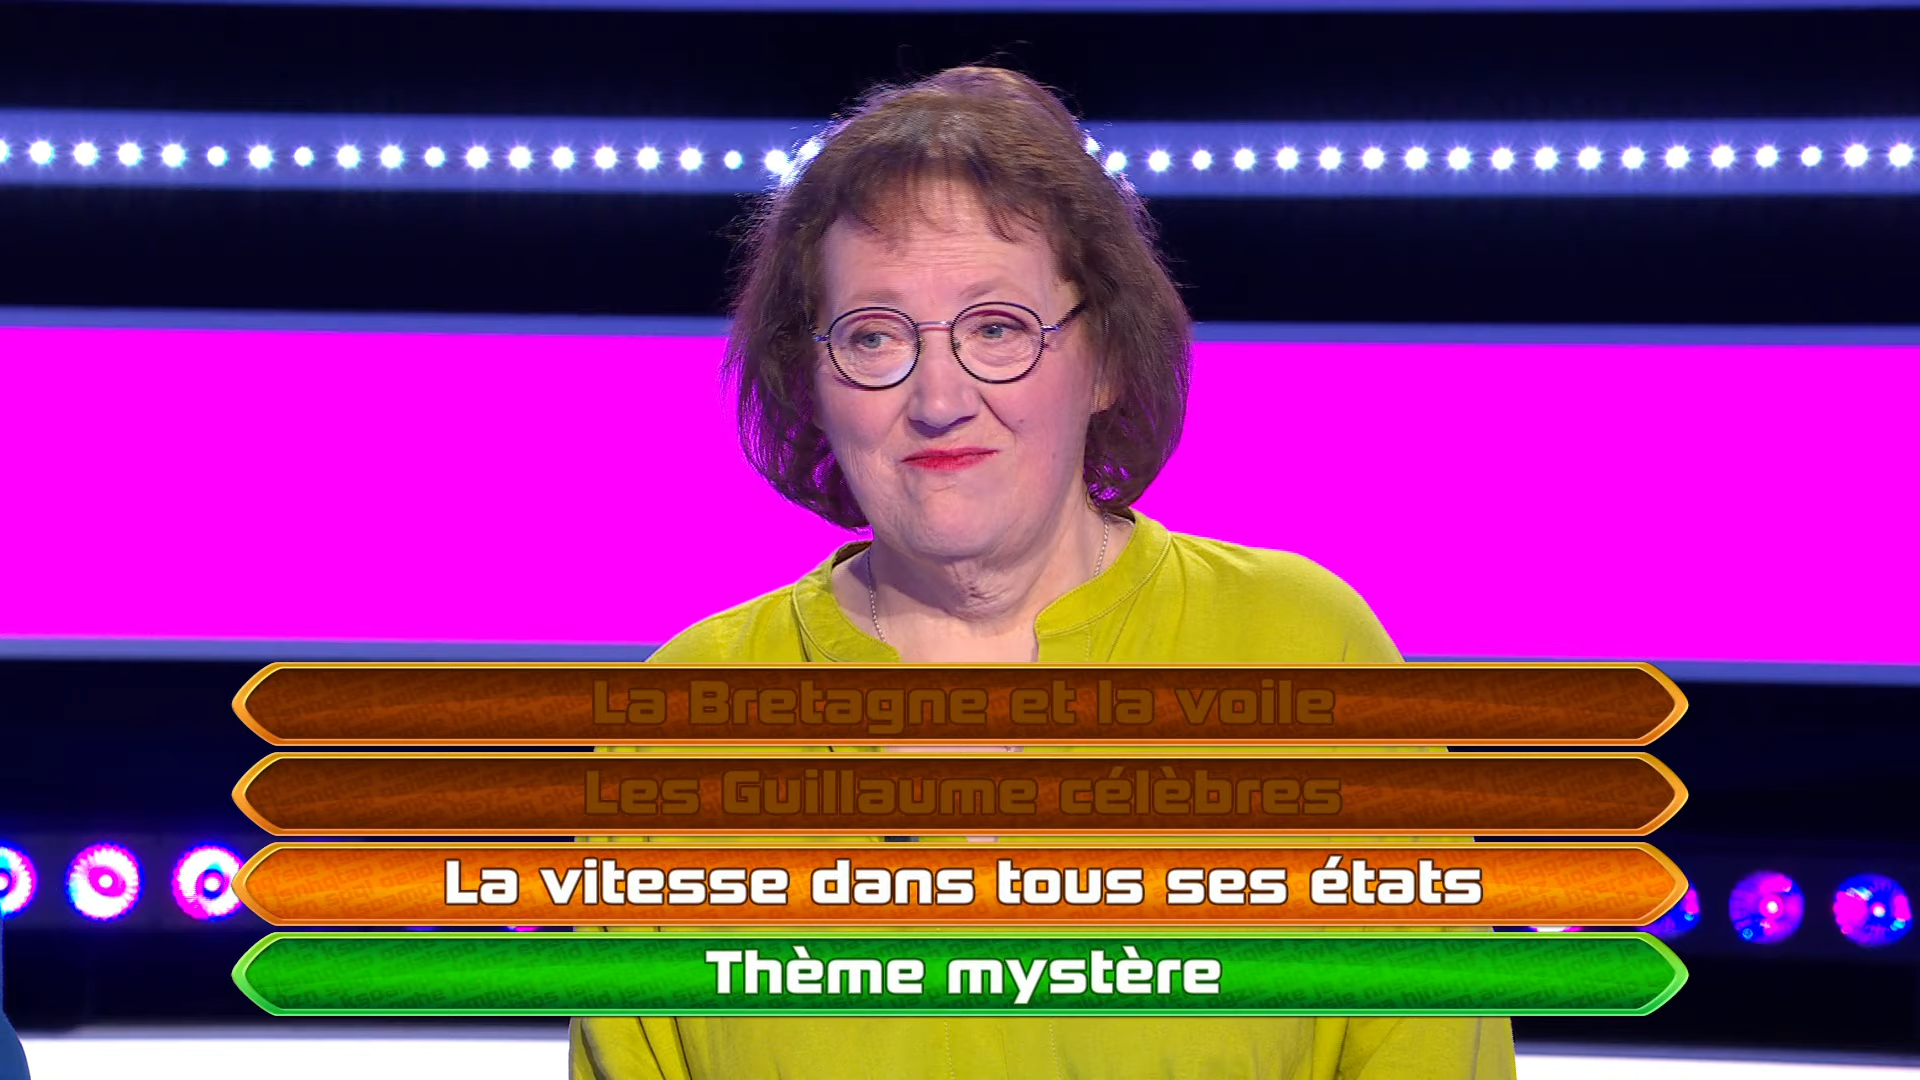 La Bretagne et la voile
Les Guillaume célèbres
La vitesse dans tous ses états
Thème mystère